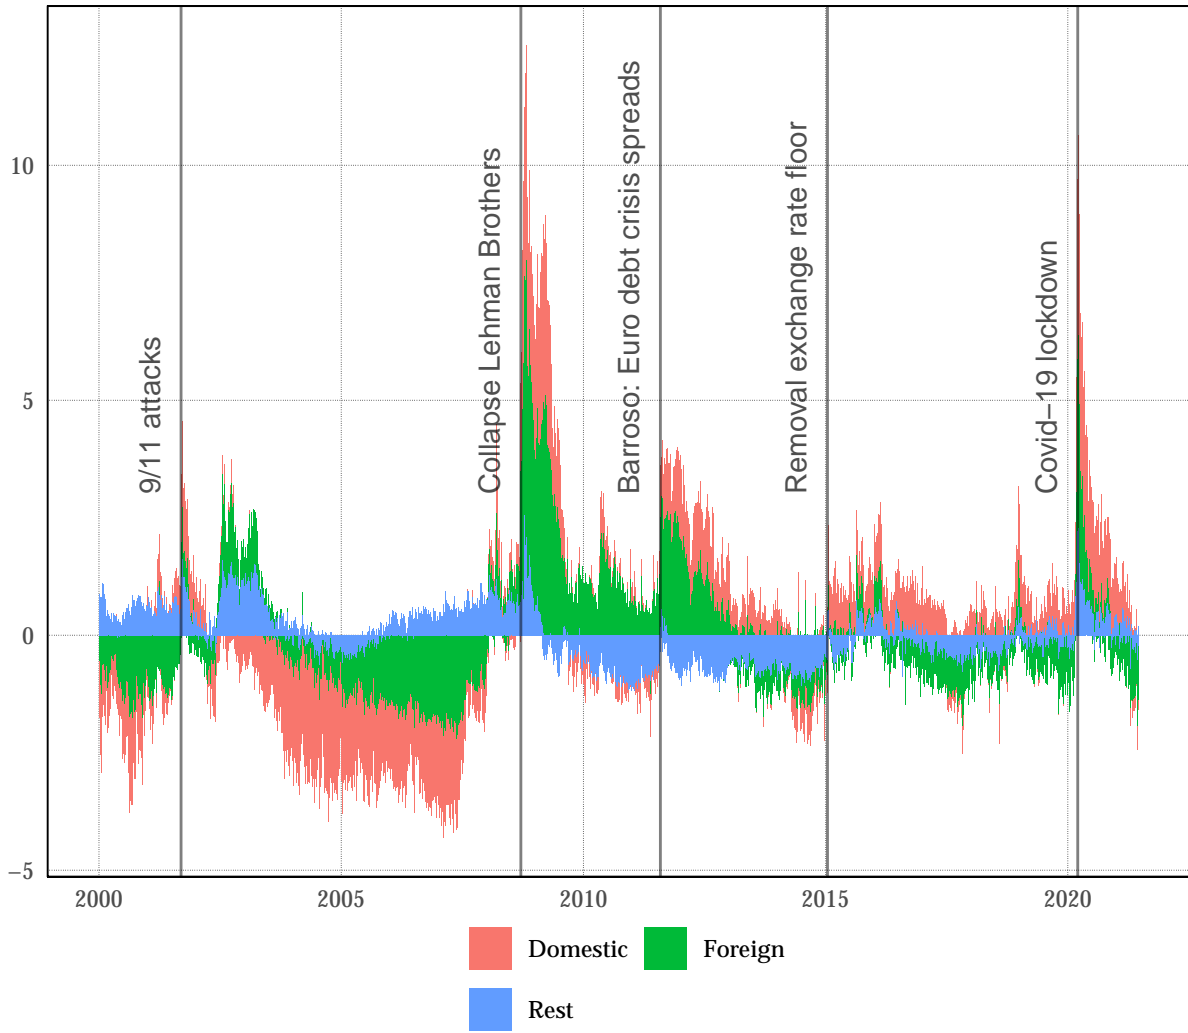 10
5
0
−5
9/11 attacks
Collapse Lehman Brothers
Barroso: Euro debt crisis spreads
Removal exchange rate floor
Covid−19 lockdown
2000
2005
2010
2015
2020
Domestic
Foreign
Rest